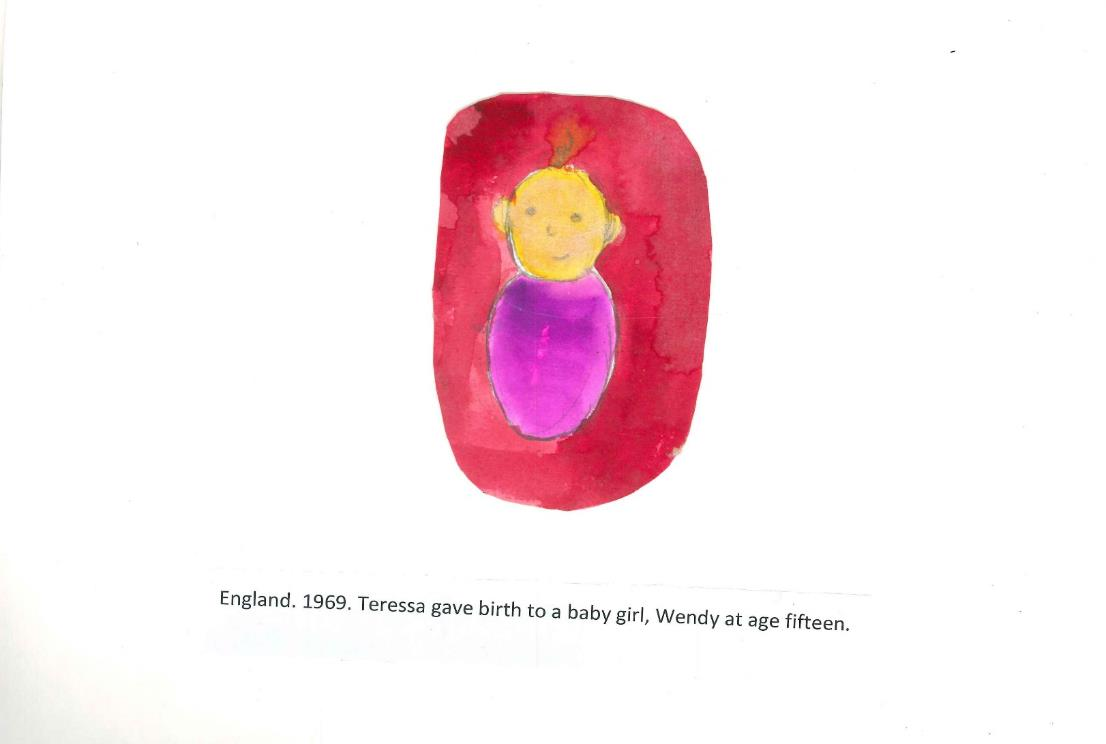 England. 1969. Teressa gave birth to a baby girl, Wendy at age fifteen.